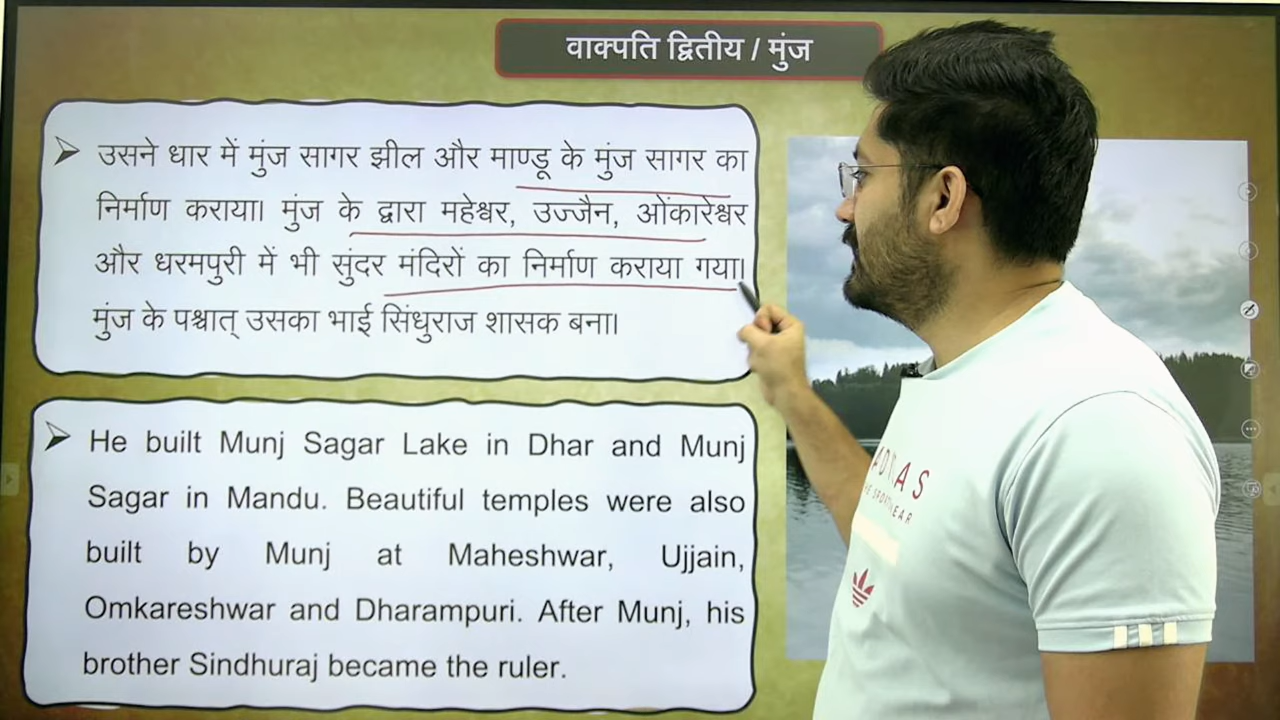 वाक्पति द्वितीय / मुंज
उसने धार में मुंज सागर झील और माण्डू के मुंज सागर का
निर्माण कराया। मुंज के द्वारा महेश्वर, उज्जैन, ओंकारेश्वर
और धरमपुरी में भी सुंदर मंदिरों का निर्माण कराया गया।
मुंज के पश्चात् उसका भाई सिंधुराज शासक बना।
He built Munj Sagar Lake in Dhar and Munj
Sagar in Mandu. Beautiful temples were also
built by Munj at Maheshwar, Ujjain,
Omkareshwar and Dharampuri. After Munj, his
brother Sindhuraj became the ruler.